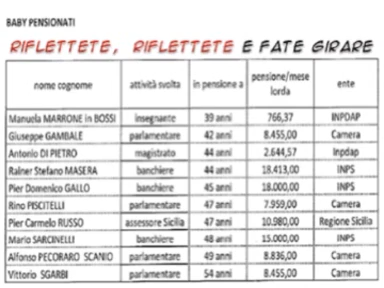 BABY PENSIONATI
RIFLETTETE, RIFLETTETE E FATE GIRARE
nome cognome attività svolta in pensione a pensione/mese lorda ente
Manuela MARRONE in BOSSI insegnante 39 anni 766,37 INPDAP
Giuseppe GAMBALE parlamentare 42 anni 8.455,00 Camera
Antonio DI PIETRO magistrato 44 anni 2.644,57 Inpdap
Rainer Stefano MASERA banchiere 44 anni 18.413,00 INPS
Pier Domenico GALLO banchiere 45 anni 18.000,00 INPS
Rino PISCITELLI parlamentare 47 anni 7.959,00 Camera
Pier Carmelo RUSSO assessore Sicilia 47 anni 10.980,00 Regione Sicilia
Mario SARCINELLI banchiere 48 anni 15.000,00 INPS
Alfonso PECORARO SCANIO parlamentare 49 anni 8.836,00 Camera
Vittorio SGARBI parlamentare 54 anni 8.455,00 Camera